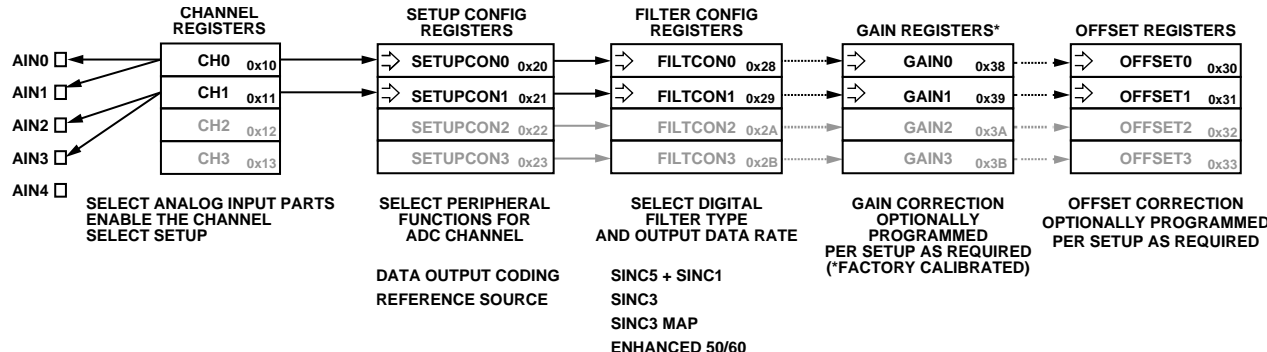 CHANNEL
REGISTERS
SETUP CONFIG
REGISTERS
FILTER CONFIG
REGISTERS
GAIN REGISTERS*
OFFSET REGISTERS
AIN0
AIN1
AIN2
AIN3
AIN4
CH0 0x10
CH1 0x11
CH2 0x12
CH3 0x13
SETUPCON0 0x20
SETUPCON1 0x21
SETUPCON2 0x22
SETUPCON3 0x23
FILTCON0 0x28
FILTCON1 0x29
FILTCON2 0x2A
FILTCON3 0x2B
GAIN0 0x38
GAIN1 0x39
GAIN2 0x3A
GAIN3 0x3B
OFFSET0 0x30
OFFSET1 0x31
OFFSET2 0x32
OFFSET3 0x33
SELECT ANALOG INPUT PARTS
ENABLE THE CHANNEL
SELECT SETUP
SELECT PERIPHERAL
FUNCTIONS FOR
ADC CHANNEL
DATA OUTPUT CODING
REFERENCE SOURCE
SELECT DIGITAL
FILTER TYPE
AND OUTPUT DATA RATE
SINC5 + SINC1
SINC3
SINC3 MAP
ENHANCED 50/60
GAIN CORRECTION
OPTIONALLY
PROGRAMMED
PER SETUP AS REQUIRED
(*FACTORY CALIBRATED)
OFFSET CORRECTION
OPTIONALLY PROGRAMMED
PER SETUP AS REQUIRED